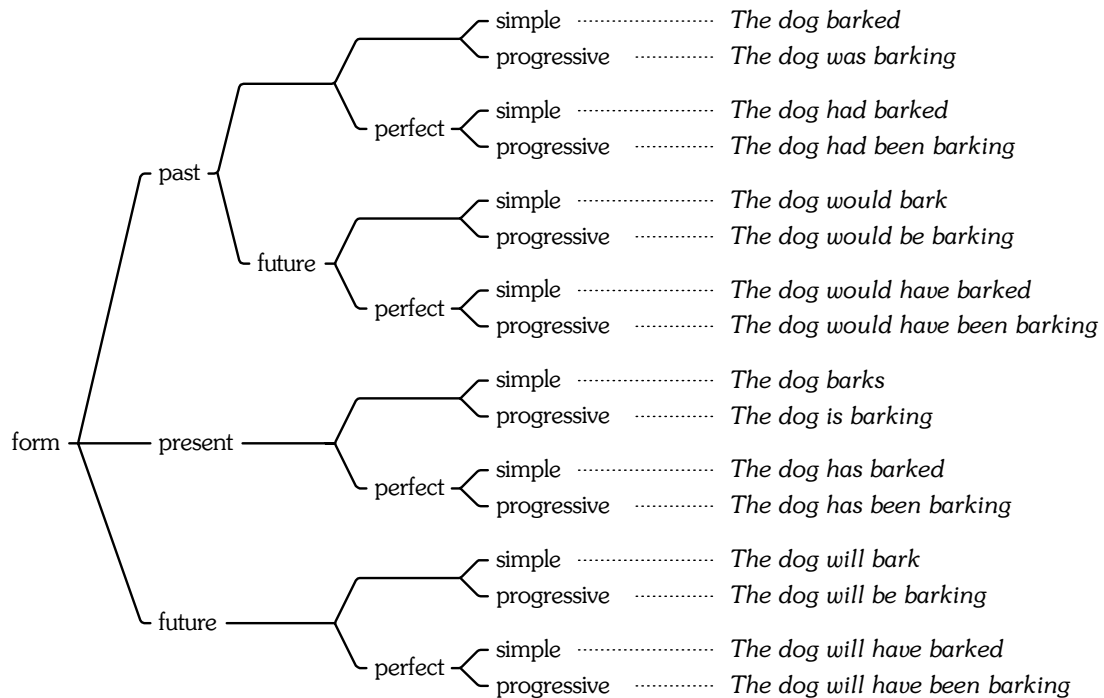 simple The dog barked
progressive The dog was barking
simple The dog had barked
perfect
progressive The dog had been barking
past
simple The dog would bark
progressive The dog would be barking
future
simple The dog would have barked
perfect
progressive The dog would have been barking
simple The dog barks
progressive The dog is barking
form present
simple The dog has barked
perfect
progressive The dog has been barking
simple The dog will bark
progressive The dog will be barking
future
simple The dog will have barked
perfect
progressive The dog will have been barking